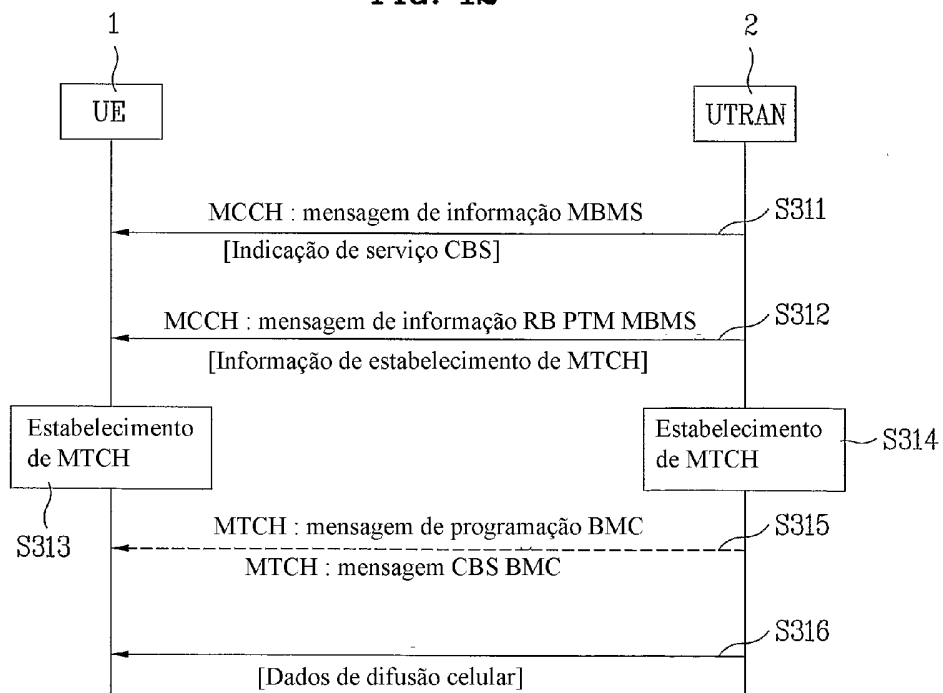 FIG. 12
1
2
UE
UTRAN
MCCH : mensagem de informação MBMS
S311
[Indicação de serviço CBS]
MCCH : mensagem de informação RB PTM MBMS
S312
[Informação de estabelecimento de MTCH]
Estabelecimento
de MTCH
S313
Estabelecimento
de MTCH
S314
MTCH : mensagem de programação BMC
S315
MTCH : mensagem CBS BMC
S316
[Dados de difusão celular]